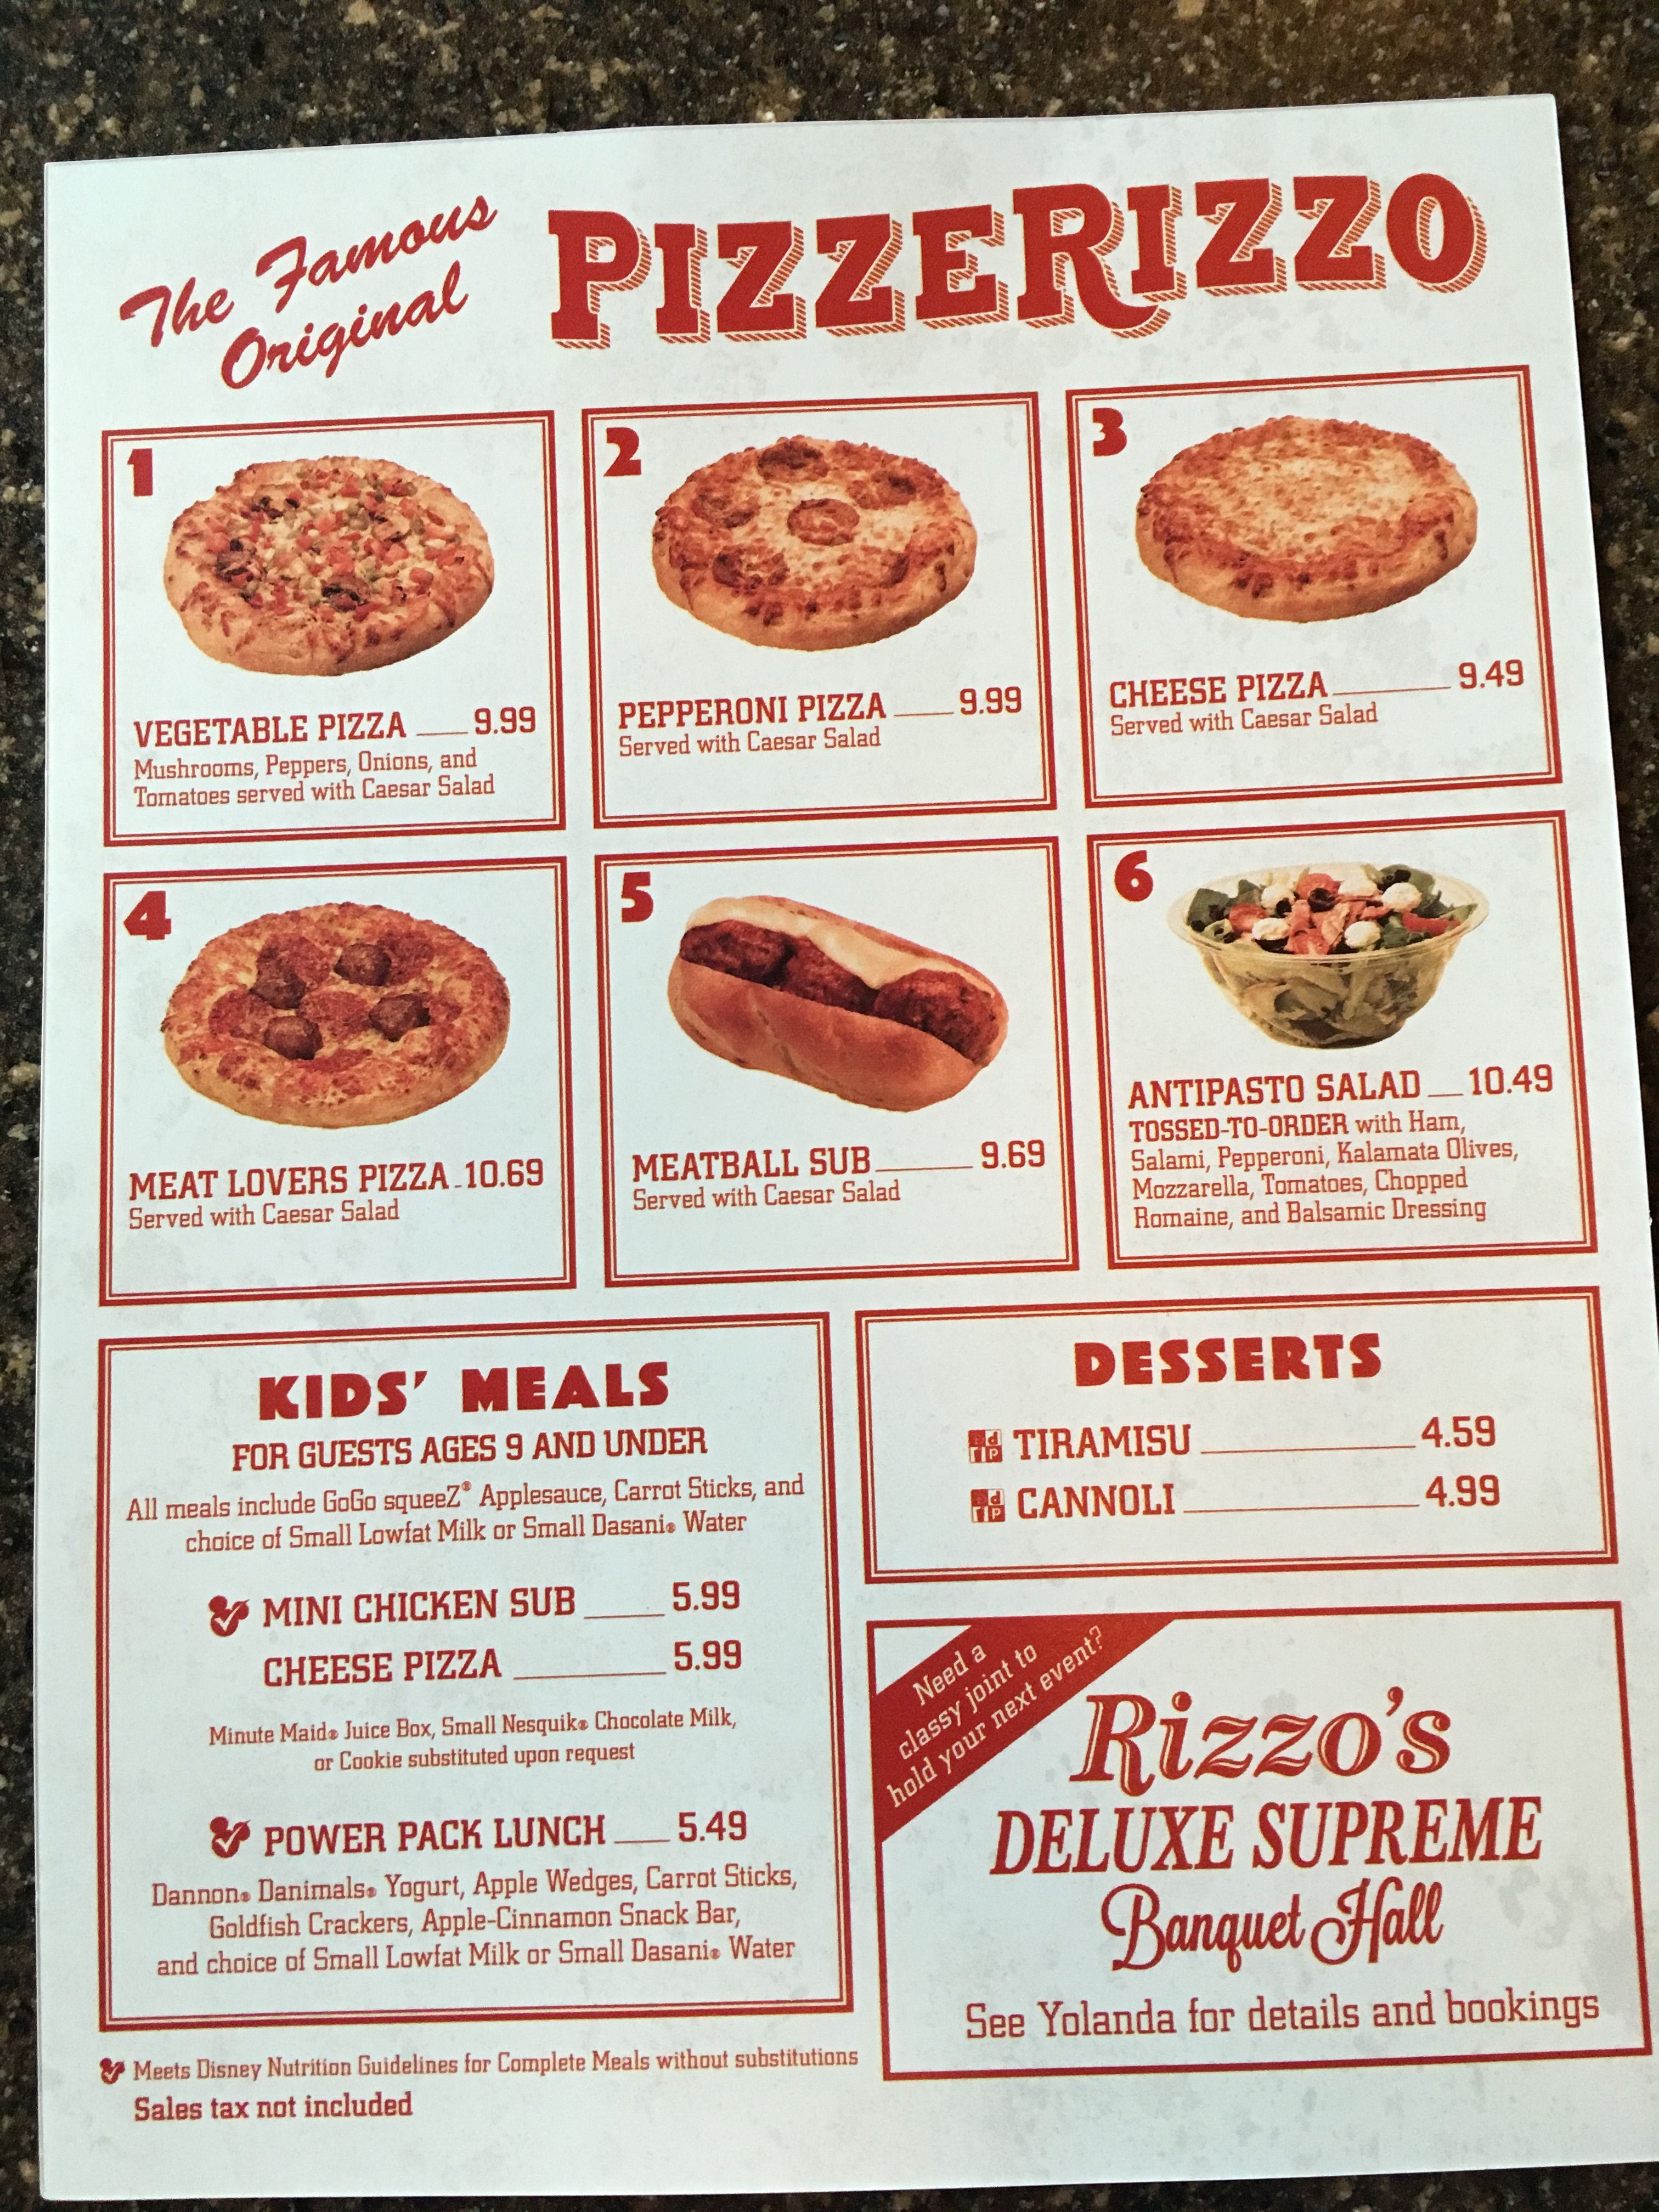 The Famous
Original
PIZZERIZZO
1
VEGETABLE PIZZA 9.99
Mushrooms, Peppers, Onions, and
Tomatoes served with Caesar Salad
2
PEPPERONI PIZZA 9.99
Served with Caesar Salad
3
CHEESE PIZZA 9.49
Served with Caesar Salad
4
MEAT LOVERS PIZZA 10.69
Served with Caesar Salad
5
MEATBALL SUB 9.69
Served with Caesar Salad
6
ANTIPASTO SALAD 10.49
TOSSED-TO-ORDER with Ham,
Salami, Pepperoni, Kalamata Olives,
Mozzarella, Tomatoes, Chopped
Romaine, and Balsamic Dressing
KIDS' MEALS
FOR GUESTS AGES 9 AND UNDER
All meals include GoGo squeeZ® Applesauce, Carrot Sticks, and
choice of Small Lowfat Milk or Small Dasani® Water
MINI CHICKEN SUB 5.99
CHEESE PIZZA 5.99
Minute Maid® Juice Box, Small Nesquik® Chocolate Milk,
or Cookie substituted upon request
POWER PACK LUNCH 5.49
Dannon® Danimals® Yogurt, Apple Wedges, Carrot Sticks,
Goldfish Crackers, Apple-Cinnamon Snack Bar,
and choice of Small Lowfat Milk or Small Dasani® Water
Meets Disney Nutrition Guidelines for Complete Meals without substitutions
Sales tax not included
DESSERTS
ddrp TIRAMISU 4.59
ddrp CANNOLI 4.99
Need a
classy joint to
hold your next event?
Rizzo's
DELUXE SUPREME
Banquet Hall
See Yolanda for details and bookings